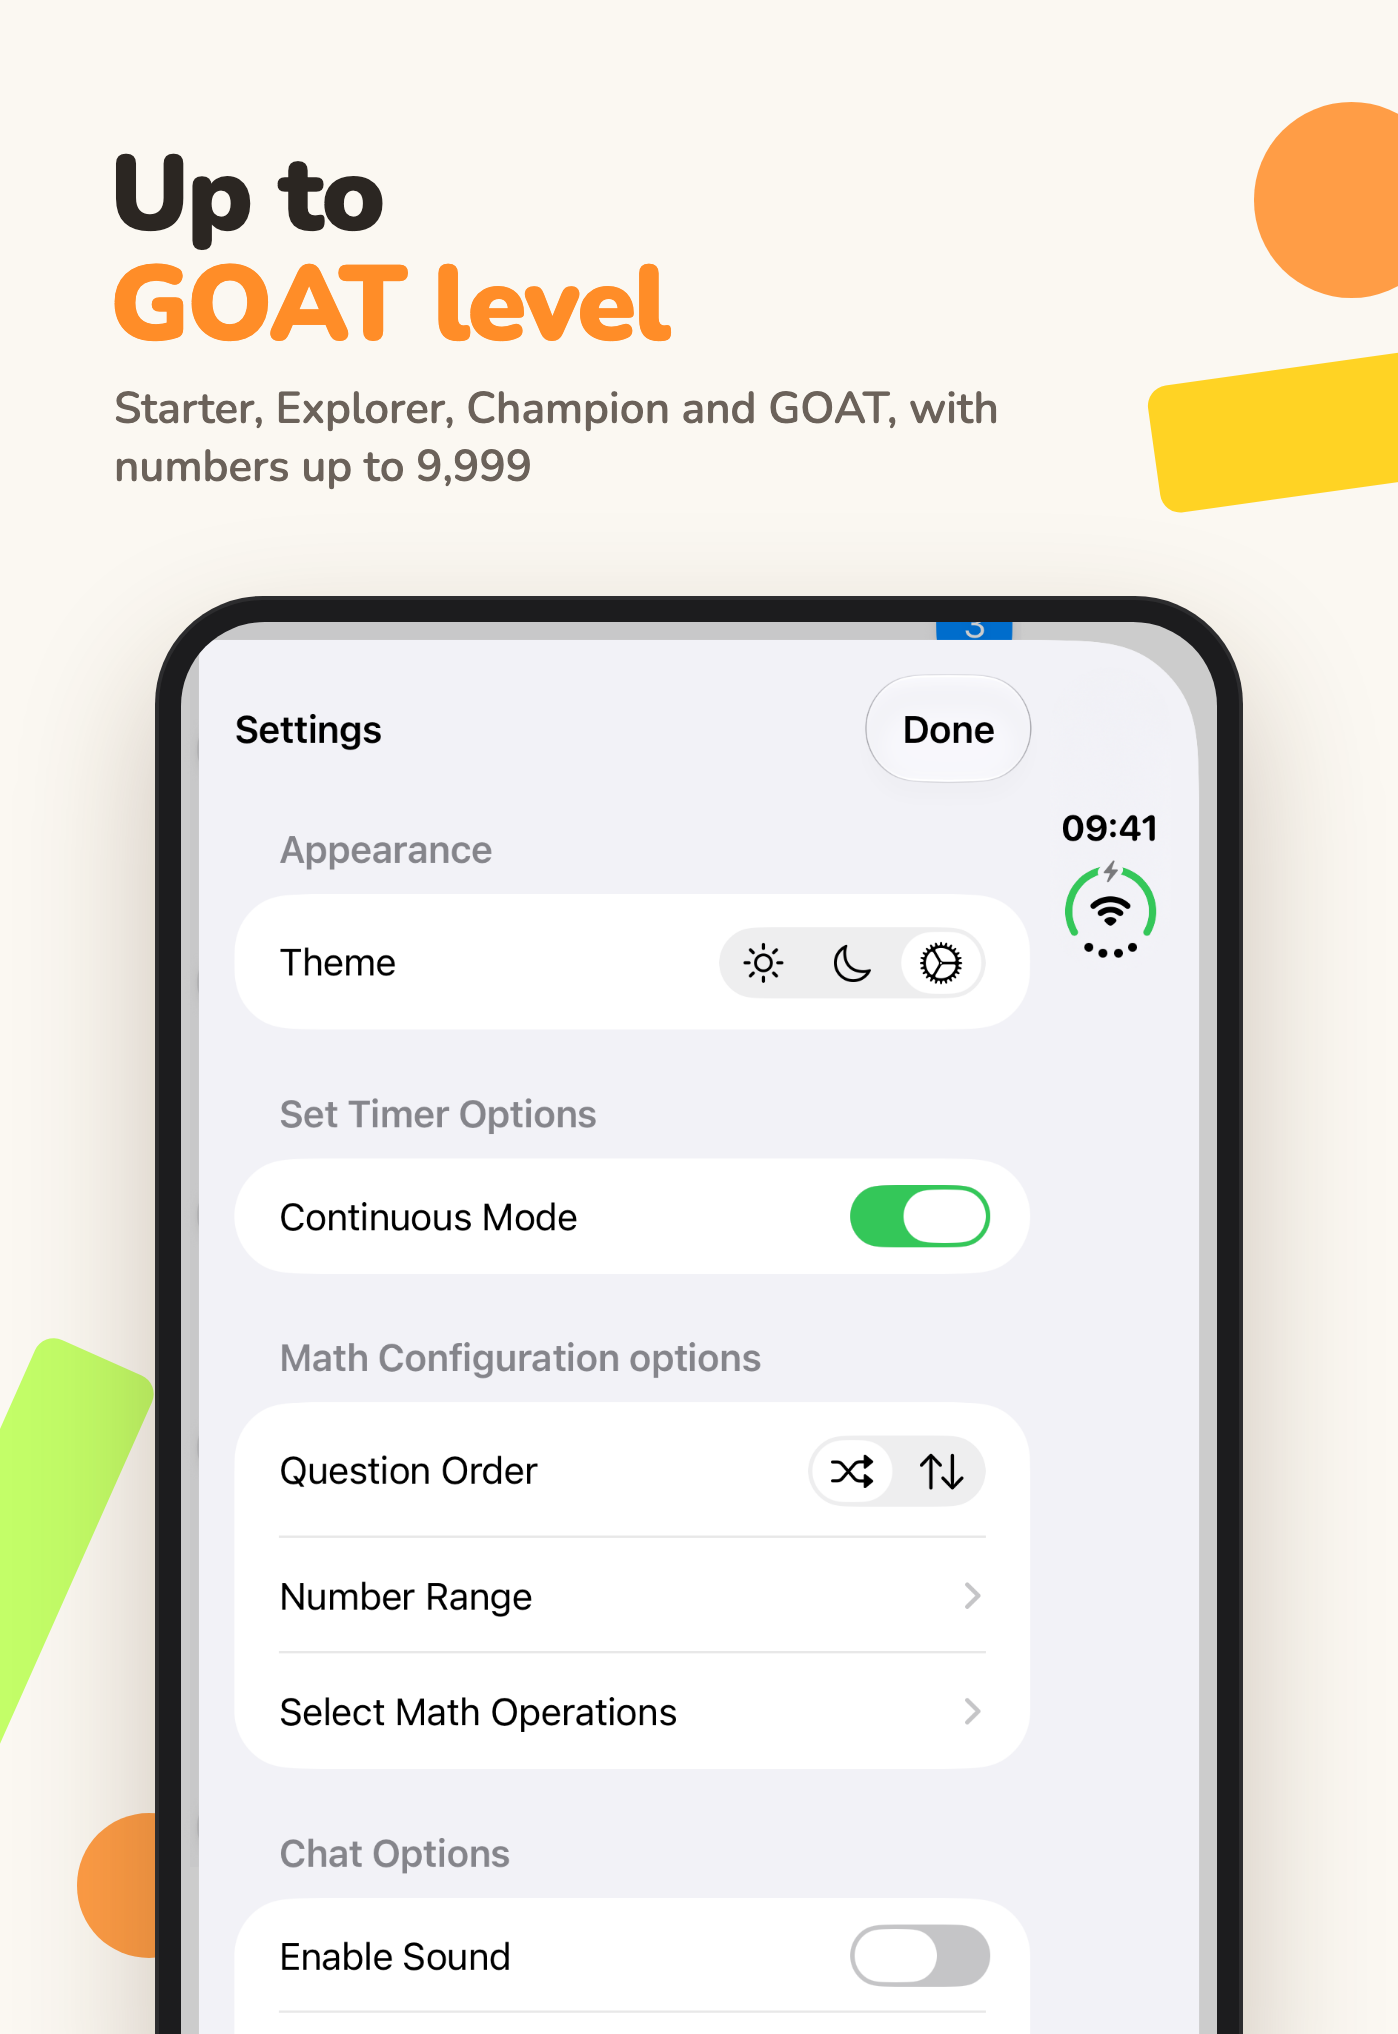 Up to
GOAT level
Starter, Explorer, Champion and GOAT, with
numbers up to 9,999
3
Settings
Done
09:41
Appearance
Theme
Set Timer Options
Continuous Mode
Math Configuration options
Question Order
Number Range
Select Math Operations
Chat Options
Enable Sound